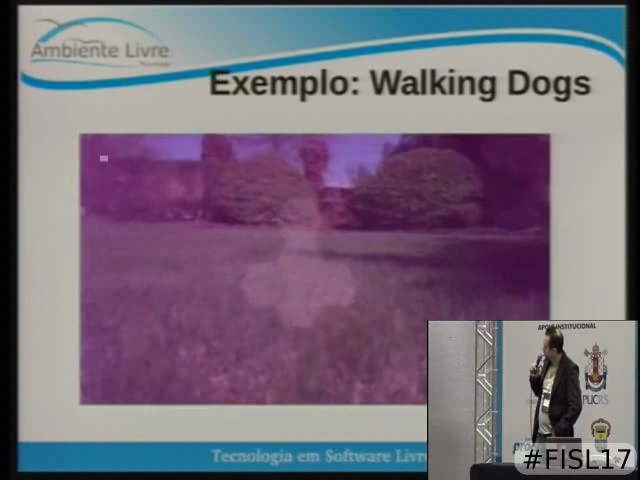 Ambiente Livre
Exemplo: Walking Dogs
APOIO INSTITUCIONAL
PUCRS
Tecnologia em Software Livre
#FISL17